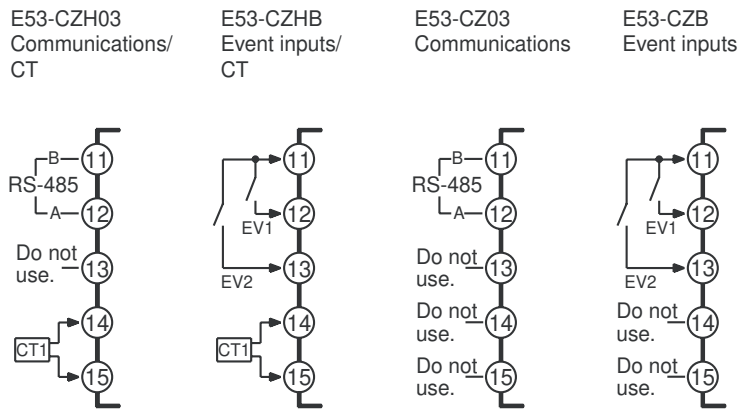 E53-CZH03
Communications/
CT
B
11
RS-485
A
12
Do not
use.
13
14
CT1
15
E53-CZHB
Event inputs/
CT
11
12
EV1
13
EV2
14
CT1
15
E53-CZ03
Communications
B
11
RS-485
A
12
Do not
use.
13
Do not
use.
14
Do not
use.
15
E53-CZB
Event inputs
11
12
EV1
13
EV2
Do not
use.
14
Do not
use.
15